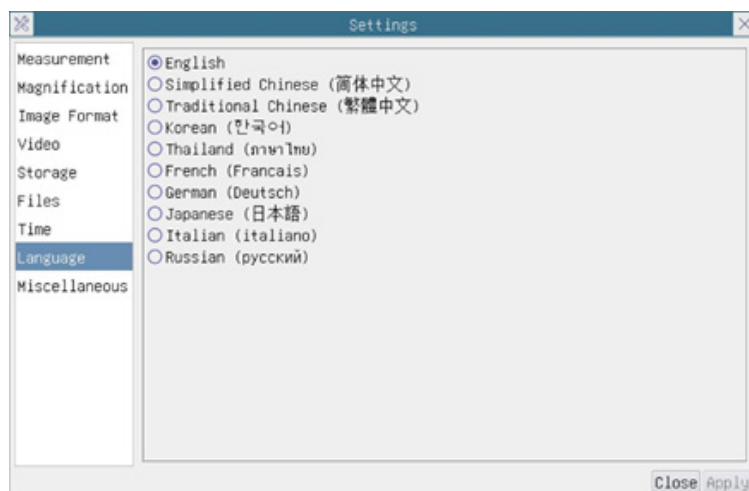 Settings
Measurement
Magnification
Image Format
Video
Storage
Files
Time
Language
Miscellaneous
English
Simplified Chinese (简体中文)
Traditional Chinese (繁體中文)
Korean (한국어)
Thailand (ภาษาไทย)
French (Francais)
German (Deutsch)
Japanese (日本語)
Italian (italiano)
Russian (русский)
Close
Apply